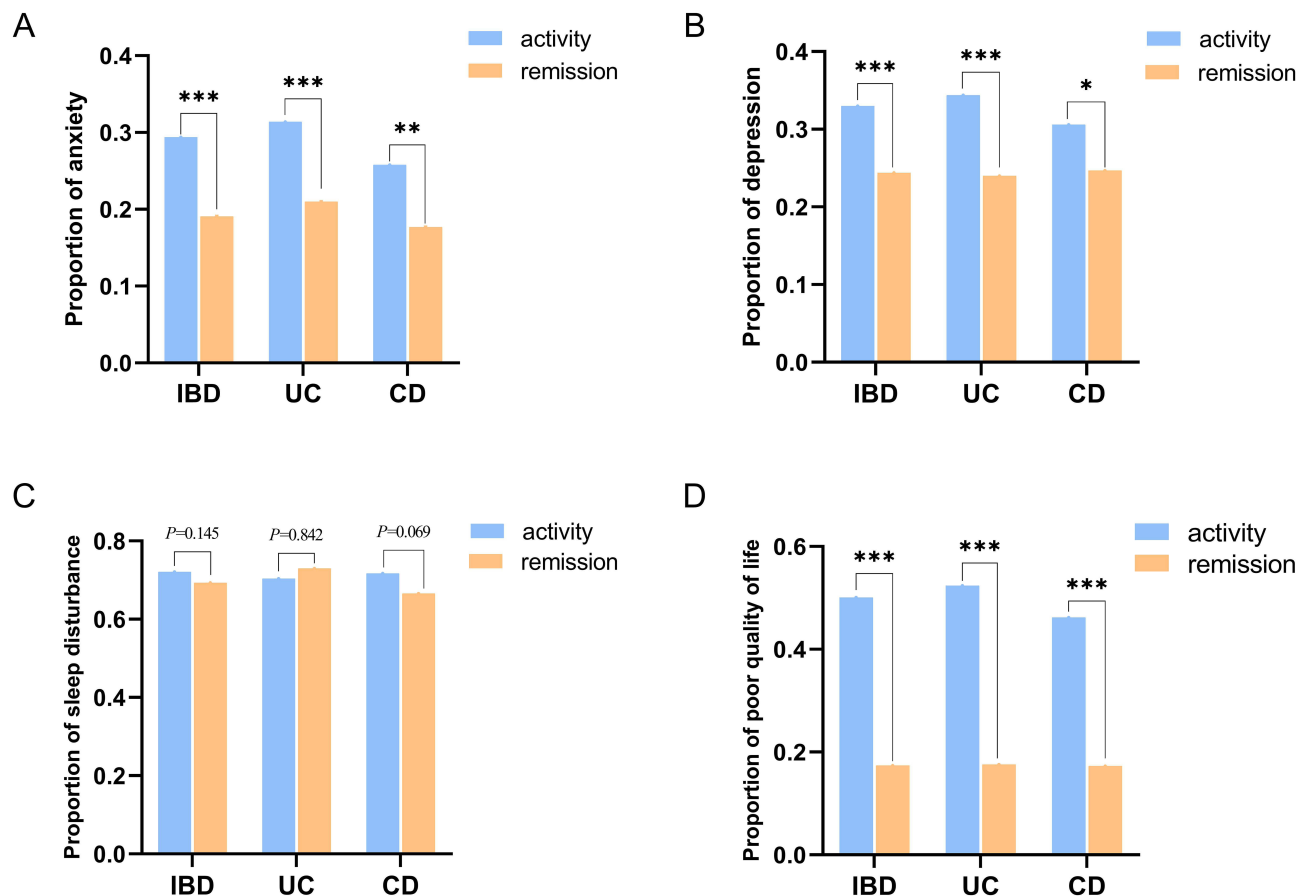 A
activity
remission
Proportion of anxiety
0.4
0.3
0.2
0.1
0.0
***
***
**
IBD
UC
CD
B
activity
remission
Proportion of depression
0.4
0.3
0.2
0.1
0.0
***
***
*
IBD
UC
CD
C
activity
remission
Proportion of sleep disturbance
0.8
0.6
0.4
0.2
0.0
P=0.145
P=0.842
P=0.069
IBD
UC
CD
D
activity
remission
Proportion of poor quality of life
0.6
0.4
0.2
0.0
***
***
***
IBD
UC
CD